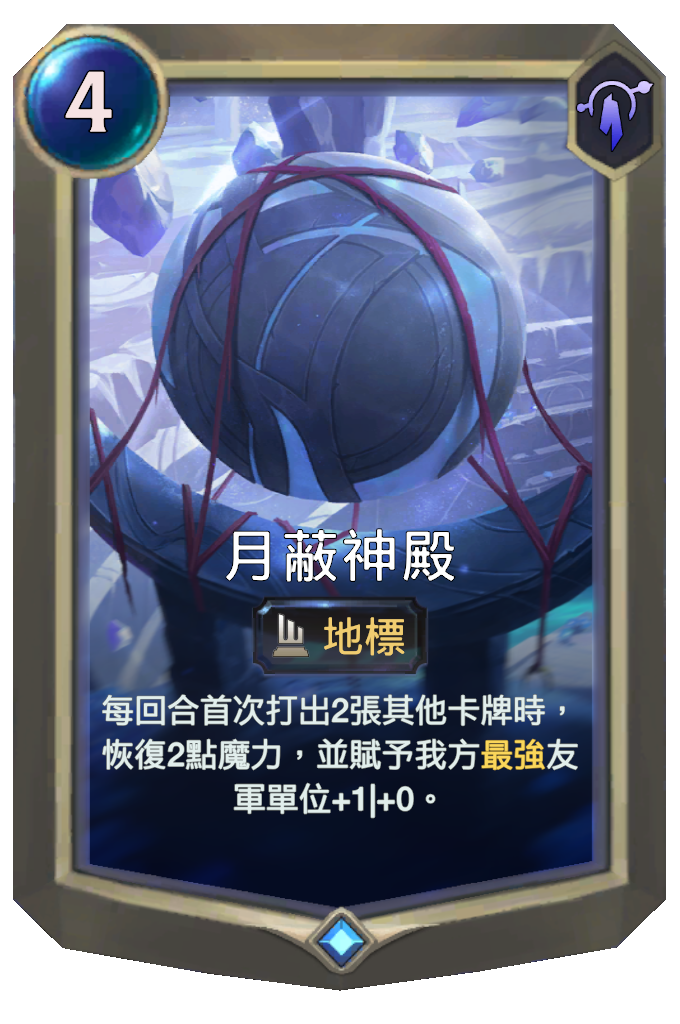 4
月蔽神殿
地標
每回合首次打出2張其他卡牌時，
恢復2點魔力，並賦予我方最強友
軍單位+1|+0。